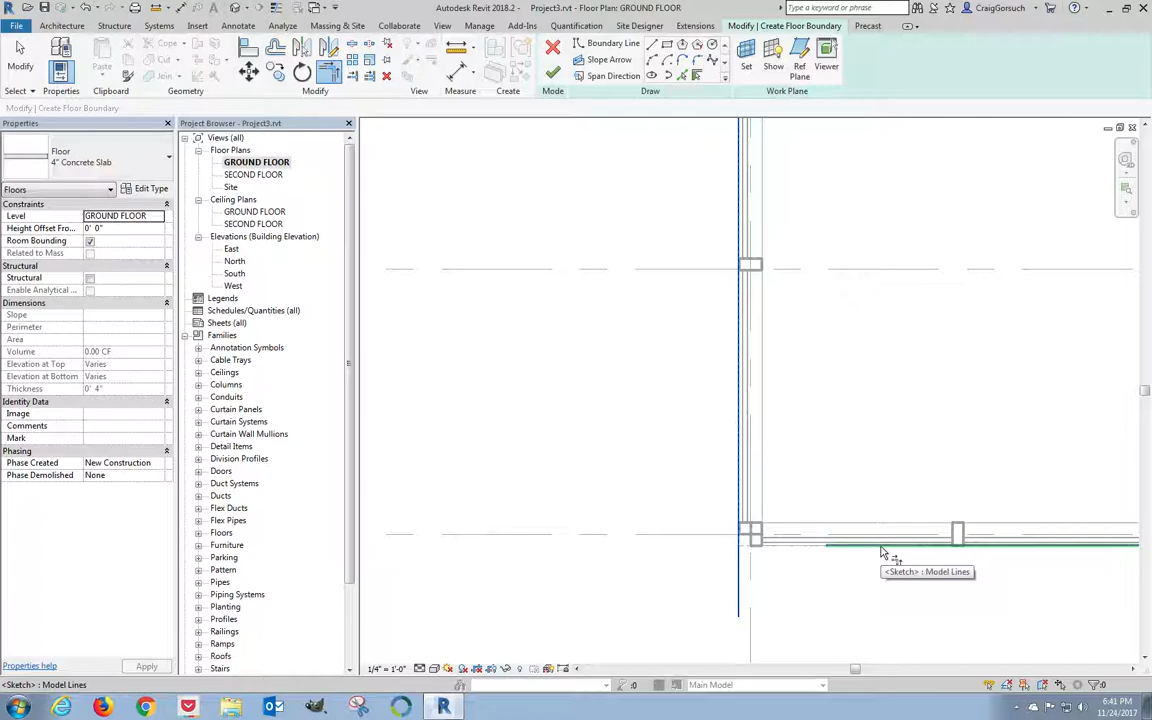 Autodesk Revit 2018.2 - Project3.rvt - Floor Plan: GROUND FLOOR
Type a keyword or phrase
CraigGorsuch
File Architecture Structure Systems Insert Annotate Analyze Massing & Site Collaborate View Manage Add-Ins Quantification Site Designer Extensions Modify | Create Floor Boundary Precast
Modify Paste Cope Cut Join Boundary Line Slope Arrow Span Direction Set Show Ref Plane Viewer
Select Properties Clipboard Geometry Modify View Measure Create Mode Draw Work Plane
Modify | Create Floor Boundary
Properties
Floor
4" Concrete Slab
Floors
Edit Type
Constraints
Level GROUND FLOOR
Height Offset Fro... 0' 0"
Room Bounding
Related to Mass
Structural
Structural
Enable Analytical ...
Dimensions
Slope
Perimeter
Area
Volume 0.00 CF
Elevation at Top Varies
Elevation at Bottom Varies
Thickness 0' 4"
Identity Data
Image
Comments
Mark
Phasing
Phase Created New Construction
Phase Demolished None
Properties help
Apply
Project Browser - Project3.rvt
Views (all)
Floor Plans
GROUND FLOOR
SECOND FLOOR
Site
Ceiling Plans
GROUND FLOOR
SECOND FLOOR
Elevations (Building Elevation)
East
North
South
West
Legends
Schedules/Quantities (all)
Sheets (all)
Families
Annotation Symbols
Cable Trays
Ceilings
Columns
Conduits
Curtain Panels
Curtain Systems
Curtain Wall Mullions
Detail Items
Division Profiles
Doors
Duct Systems
Ducts
Flex Ducts
Flex Pipes
Floors
Furniture
Parking
Pattern
Pipes
Piping Systems
Planting
Profiles
Railings
Ramps
Roofs
Stairs
<Sketch> : Model Lines
1/4" = 1'-0"
<Sketch> : Model Lines
:0
Main Model
:0
6:41 PM
11/24/2017